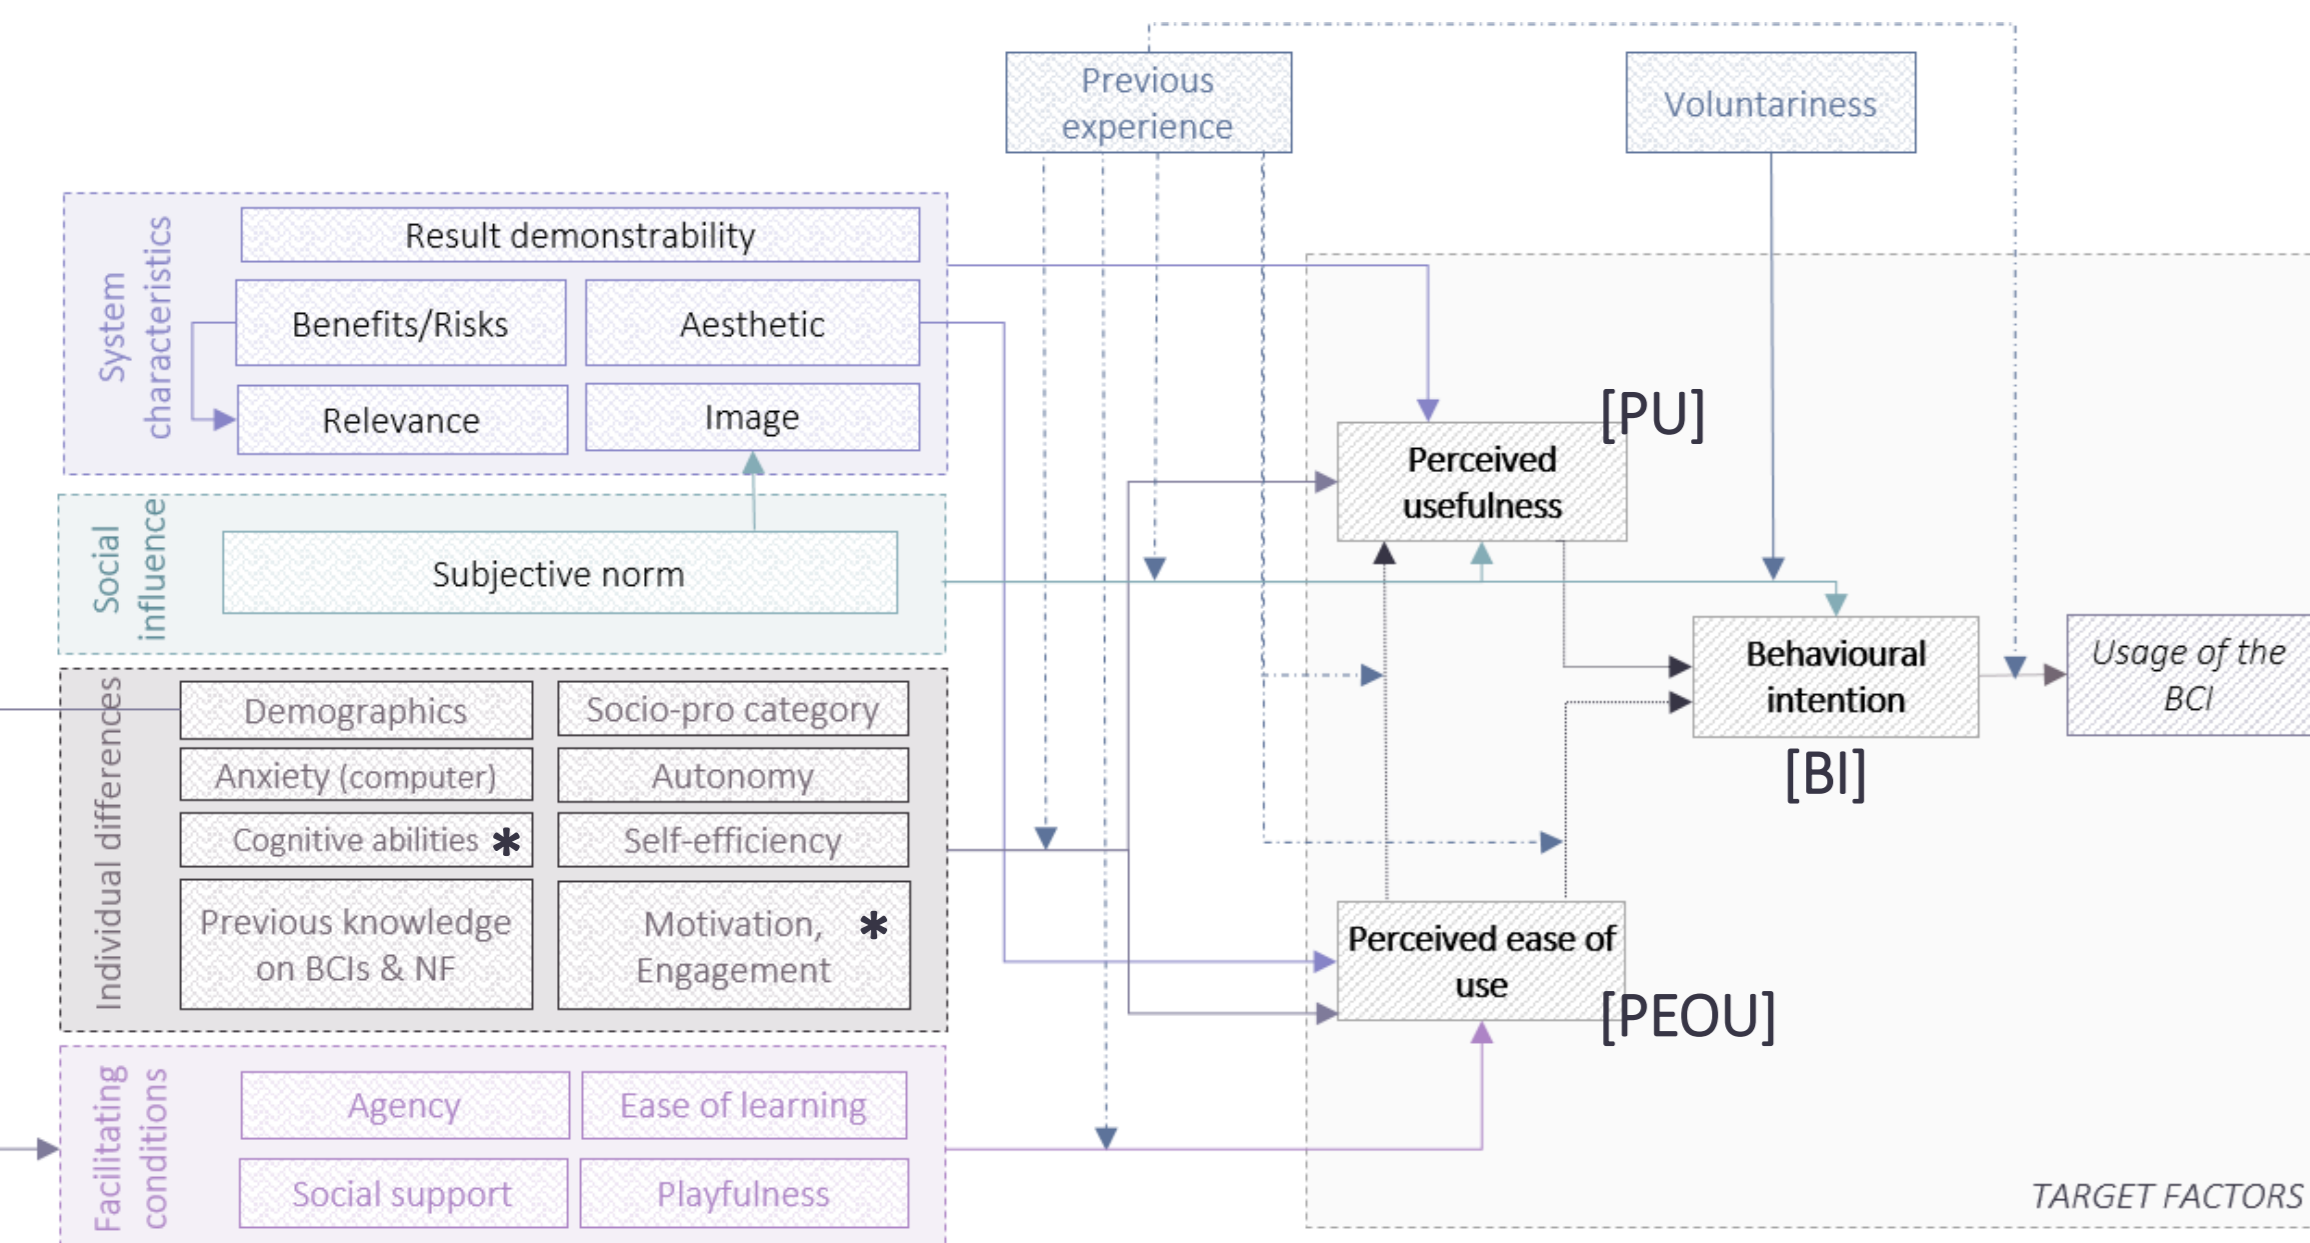 Previous
experience
Voluntariness
System
characteristics
Result demonstrability
Benefits/Risks
Aesthetic
Relevance
Image
Social
influence
Subjective norm
Individual differences
Demographics
Socio-pro category
Anxiety (computer)
Autonomy
Cognitive abilities *
Self-efficiency
Previous knowledge
on BCIs & NF
Motivation, *
Engagement
Facilitating
conditions
Agency
Ease of learning
Social support
Playfulness
[PU]
Perceived
usefulness
Behavioural
intention
[BI]
Usage of the
BCI
Perceived ease of
use
[PEOU]
TARGET FACTORS